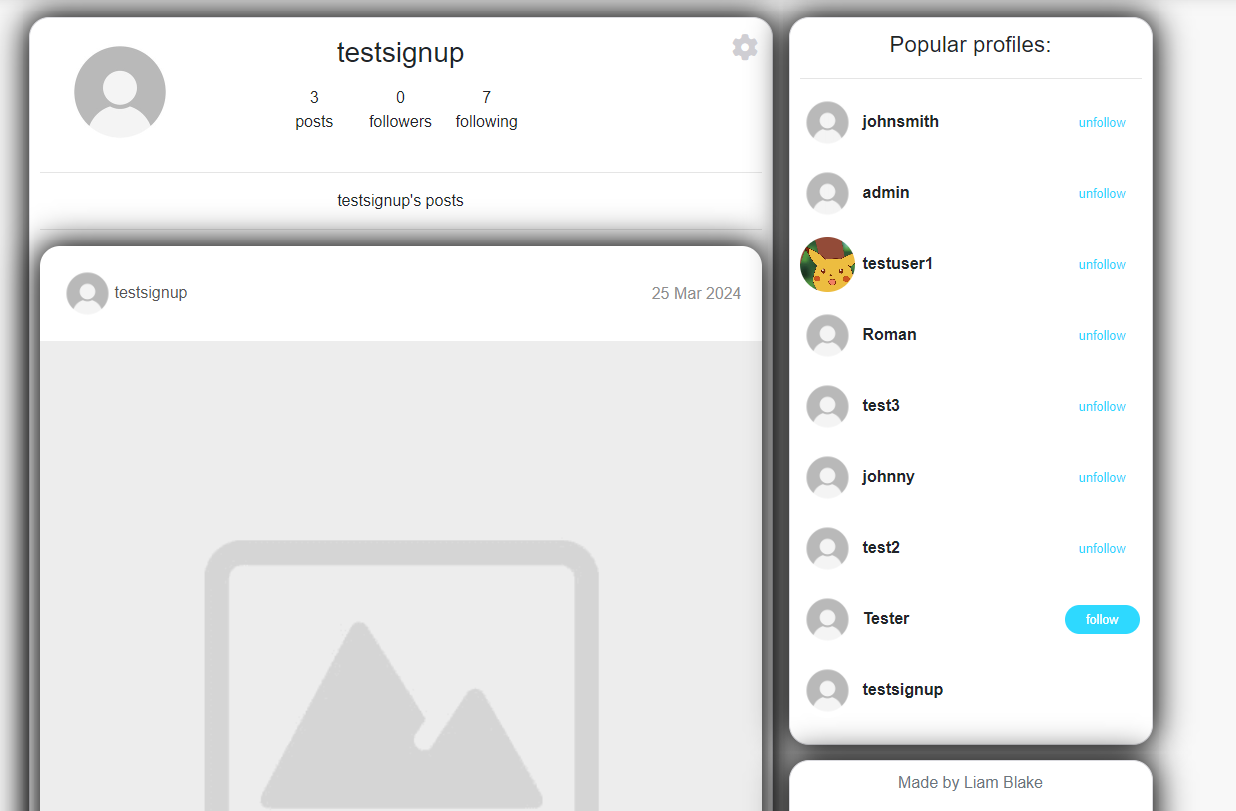 testsignup
3 0 7
posts followers following
testsignup's posts
testsignup 25 Mar 2024
Popular profiles:
johnsmith unfollow
admin unfollow
testuser1 unfollow
Roman unfollow
test3 unfollow
johnny unfollow
test2 unfollow
Tester follow
testsignup
Made by Liam Blake